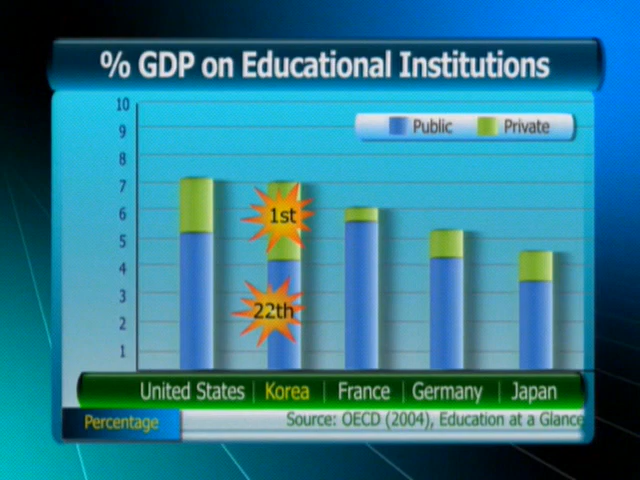 % GDP on Educational Institutions
10
Public Private
9
8
7
6
1st
5
4
3
22th
2
1
United States Korea France Germany Japan
Percentage
Source: OECD (2004), Education at a Glance